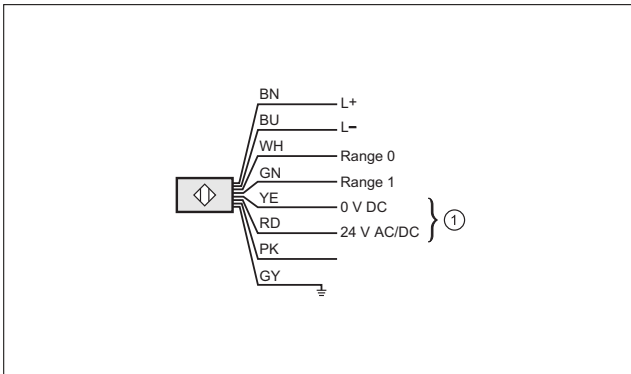 BN L+
BU L–
WH Range 0
GN Range 1
YE 0 V DC
RD 24 V AC/DC
1
PK
GY